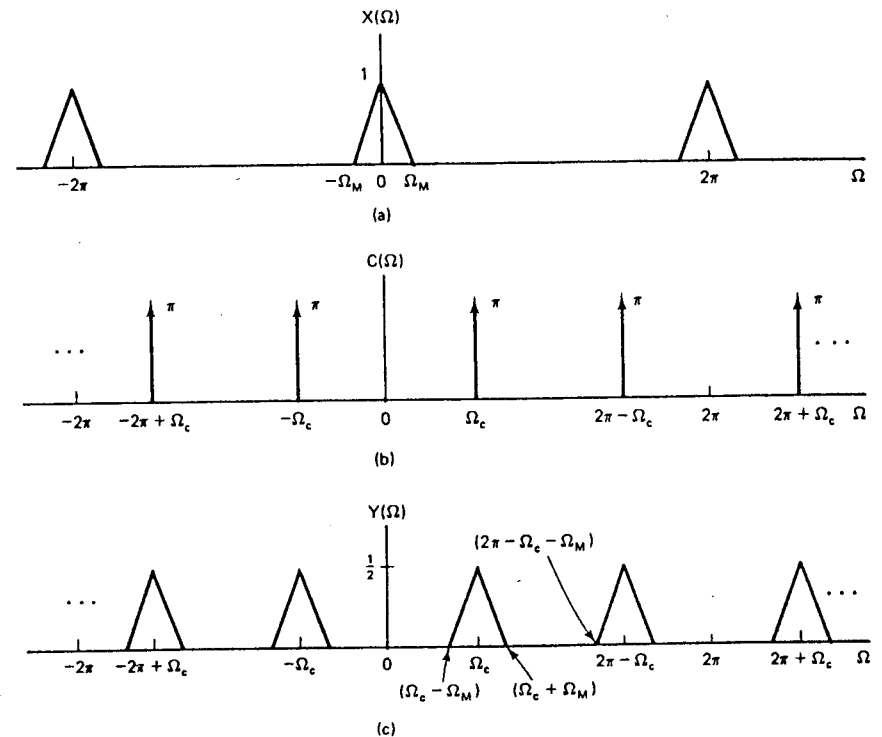 X(Ω)
1
−2π −Ω_M 0 Ω_M 2π Ω
(a)
C(Ω)
π π π π π
... ...
−2π −2π + Ω_c −Ω_c 0 Ω_c 2π − Ω_c 2π 2π + Ω_c Ω
(b)
Y(Ω)
(2π − Ω_c − Ω_M)
1/2
... ...
−2π −2π + Ω_c −Ω_c 0 Ω_c 2π − Ω_c 2π 2π + Ω_c Ω
(Ω_c − Ω_M) (Ω_c + Ω_M)
(c)